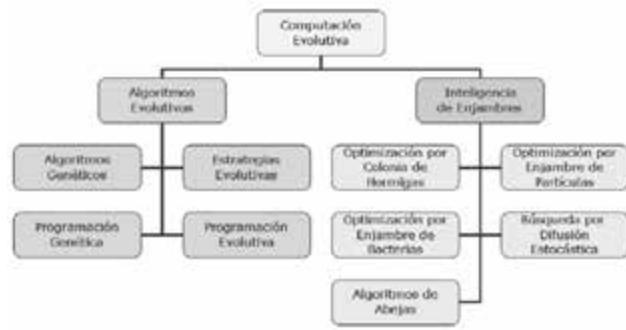 Computación
Evolutiva
Algoritmos
Evolutivos
Inteligencia
de Enjambres
Algoritmos
Genéticos
Estrategias
Evolutivas
Optimización por
Colonia de
Hormigas
Optimización por
Enjambre de
Partículas
Programación
Genética
Programación
Evolutiva
Optimización por
Enjambre de
Bacterias
Búsqueda por
Difusión
Estocástica
Algoritmos de
Abejas